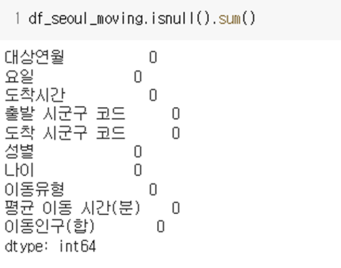 1 df_seoul_moving.isnull().sum()
대상연월 0
요일 0
도착시간 0
출발 시군구 코드 0
도착 시군구 코드 0
성별 0
나이 0
이동유형 0
평균 이동 시간(분) 0
이동인구(합) 0
dtype: int64